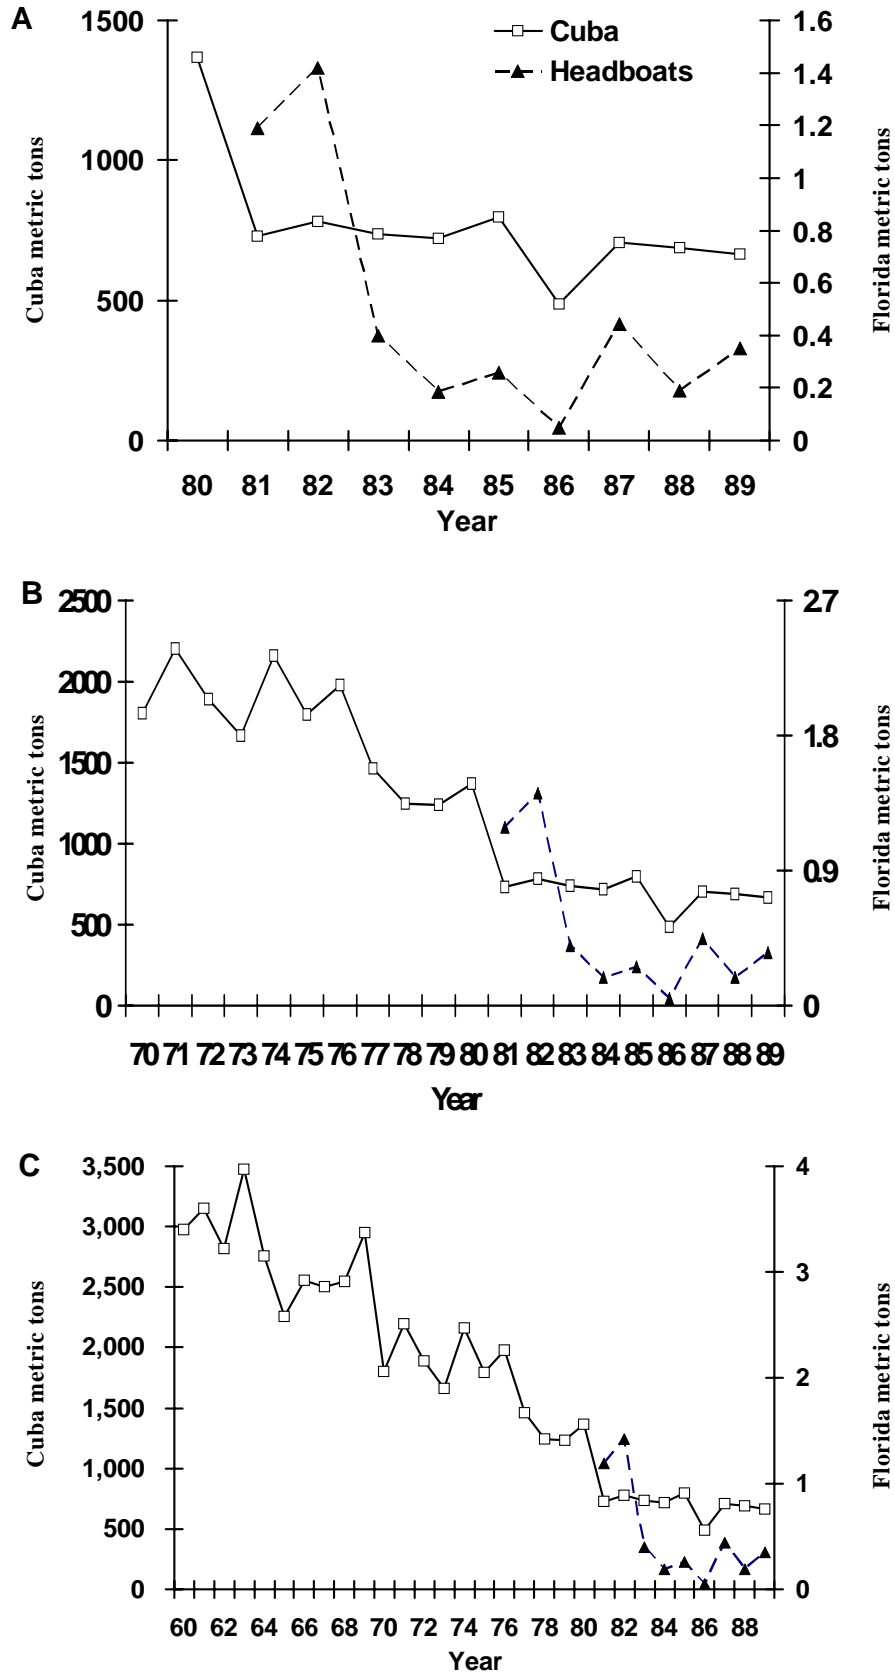 A
Cuba
Headboats
1500
1000
500
0
1.6
1.4
1.2
1
0.8
0.6
0.4
0.2
0
Cuba metric tons
Florida metric tons
80 81 82 83 84 85 86 87 88 89
Year
B
2500
2000
1500
1000
500
0
2.7
1.8
0.9
0
Cuba metric tons
Florida metric tons
70 71 72 73 74 75 76 77 78 79 80 81 82 83 84 85 86 87 88 89
Year
C
3,500
3,000
2,500
2,000
1,500
1,000
500
0
4
3
2
1
0
Cuba metric tons
Florida metric tons
60 62 64 66 68 70 72 74 76 78 80 82 84 86 88
Year